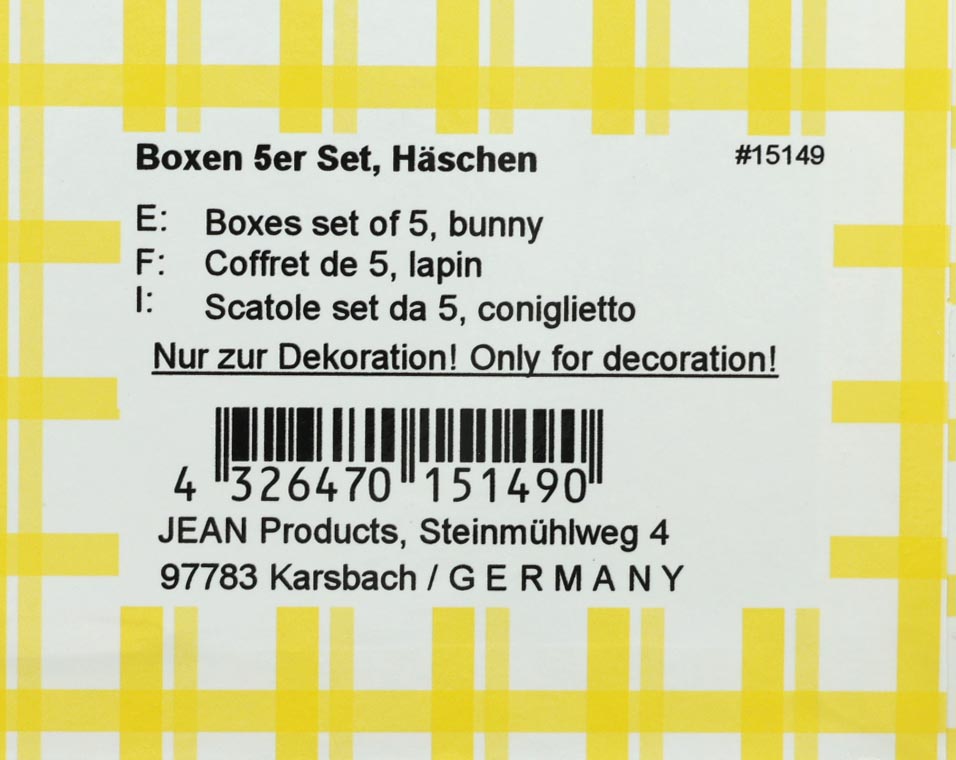 Boxen 5er Set, Häschen #15149
E: Boxes set of 5, bunny
F: Coffret de 5, lapin
I: Scatole set da 5, coniglietto
Nur zur Dekoration! Only for decoration!
4 326470 151490
JEAN Products, Steinmühlweg 4
97783 Karsbach / G E R M A N Y